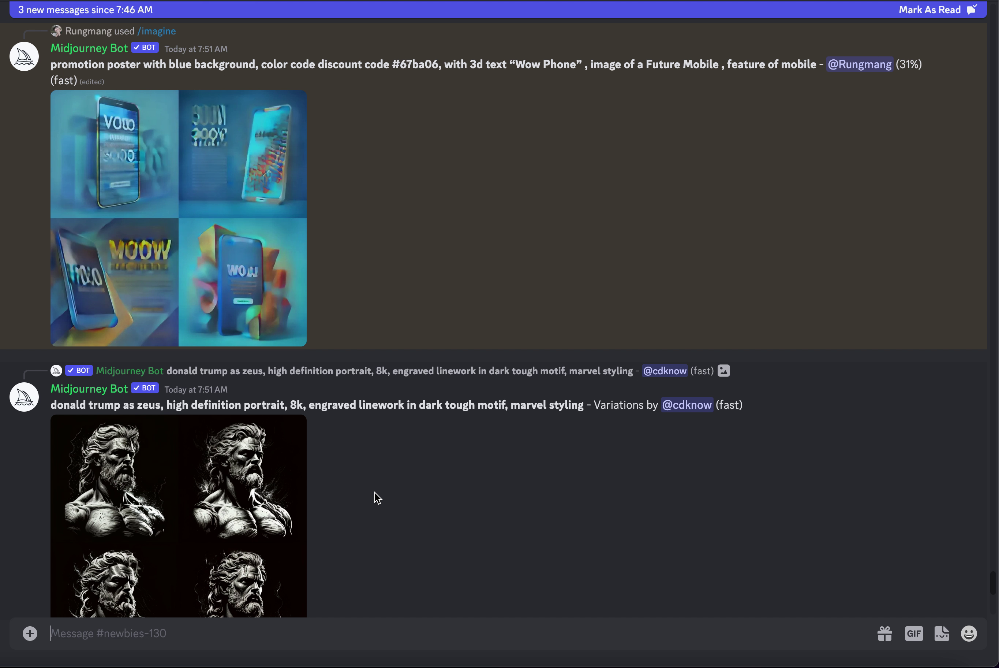 3 new messages since 7:46 AM
Mark As Read
Rungmang used /imagine
Midjourney Bot BOT Today at 7:51 AM
promotion poster with blue background, color code discount code #67ba06, with 3d text “Wow Phone” , image of a Future Mobile , feature of mobile - @Rungmang (31%)
(fast) (edited)
MOOW
WOW
BOT Midjourney Bot donald trump as zeus, high definition portrait, 8k, engraved linework in dark tough motif, marvel styling - @cdknow (fast)
Midjourney Bot BOT Today at 7:51 AM
donald trump as zeus, high definition portrait, 8k, engraved linework in dark tough motif, marvel styling - Variations by @cdknow (fast)
Message #newbies-130
GIF